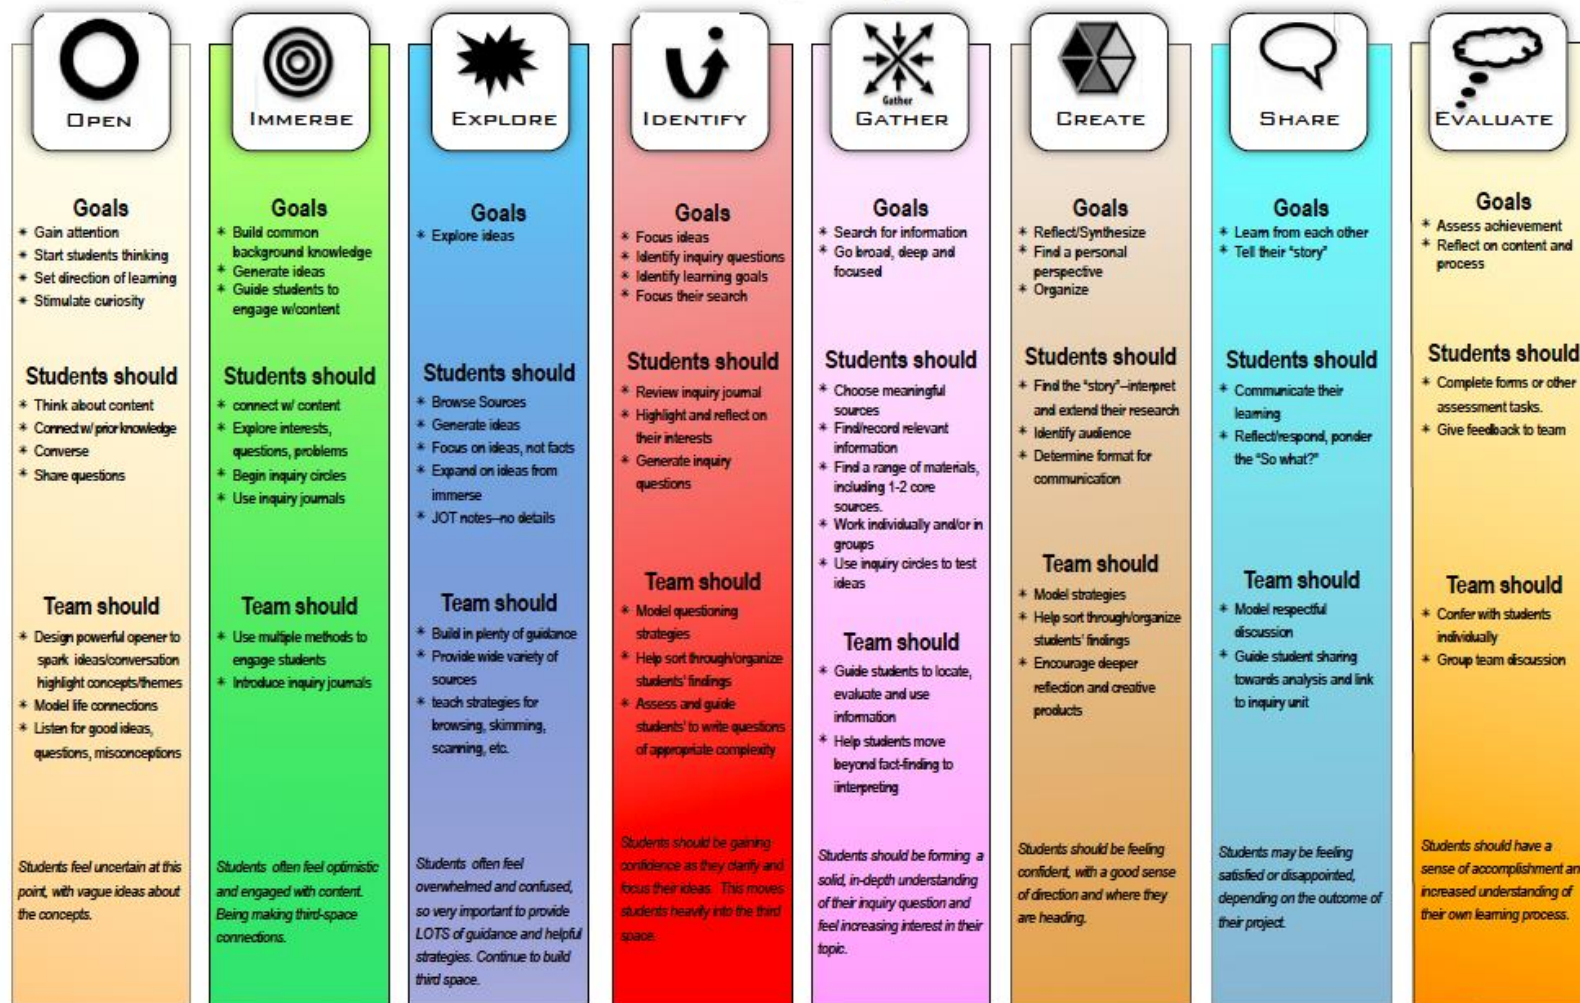 OPEN
Goals
* Gain attention
* Start students thinking
* Set direction of learning
* Stimulate curiosity
Students should
* Think about content
* Connect w/ prior knowledge
* Converse
* Share questions
Team should
* Design powerful opener to
spark ideas/conversation
highlight concepts/themes
* Model life connections
* Listen for good ideas,
questions, misconceptions
Students feel uncertain at this
point, with vague ideas about
the concepts.
IMMERSE
Goals
* Build common
background knowledge
* Generate ideas
* Guide students to
engage w/content
Students should
* connect w/ content
* Explore interests,
questions, problems
* Begin inquiry circles
* Use inquiry journals
Team should
* Use multiple methods to
engage students
* Introduce inquiry journals
Students often feel optimistic
and engaged with content.
Being making third-space
connections.
EXPLORE
Goals
* Explore ideas
Students should
* Browse Sources
* Generate ideas
* Focus on ideas, not facts
* Expand on ideas from
immerse
* JOT notes--no details
Team should
* Build in plenty of guidance
* Provide wide variety of
sources
* teach strategies for
browsing, skimming,
scanning, etc.
Students often feel
overwhelmed and confused,
so very important to provide
LOTS of guidance and helpful
strategies. Continue to build
third space.
IDENTIFY
Goals
* Focus ideas
* Identify inquiry questions
* Identify learning goals
* Focus their search
Students should
* Review inquiry journal
* Highlight and reflect on
their interests
* Generate inquiry
questions
Team should
* Model questioning
strategies
* Help sort through/organize
students' findings
* Assess and guide
students' to write questions
of appropriate complexity
Students should be gaining
confidence as they clarify and
focus their ideas. This moves
students heavily into the third
space.
Gather
GATHER
Goals
* Search for information
* Go broad, deep and
focused
Students should
* Choose meaningful
sources
* Find/record relevant
information
* Find a range of materials,
including 1-2 core
sources.
* Work individually and/or in
groups
* Use inquiry circles to test
ideas
Team should
* Guide students to locate,
evaluate and use
information
* Help students move
beyond fact-finding to
iinterpreting
Students should be forming a
solid, in-depth understanding
of their inquiry question and
feel increasing interest in their
topic.
CREATE
Goals
* Reflect/Synthesize
* Find a personal
perspective
* Organize
Students should
* Find the "story"--interpret
and extend their research
* Identify audience
* Determine format for
communication
Team should
* Model strategies
* Help sort through/organize
students' findings
* Encourage deeper
reflection and creative
products
Students should be feeling
confident, with a good sense
of direction and where they
are heading.
SHARE
Goals
* Learn from each other
* Tell their "story"
Students should
* Communicate their
learning
* Reflect/respond, ponder
the "So what?"
Team should
* Model respectful
discussion
* Guide student sharing
towards analysis and link
to inquiry unit
Students may be feeling
satisfied or disappointed,
depending on the outcome of
their project.
EVALUATE
Goals
* Assess achievement
* Reflect on content and
process
Students should
* Complete forms or other
assessment tasks.
* Give feedback to team
Team should
* Confer with students
individually
* Group team discussion
Students should have a
sense of accomplishment an
increased understanding of
their own learning process.